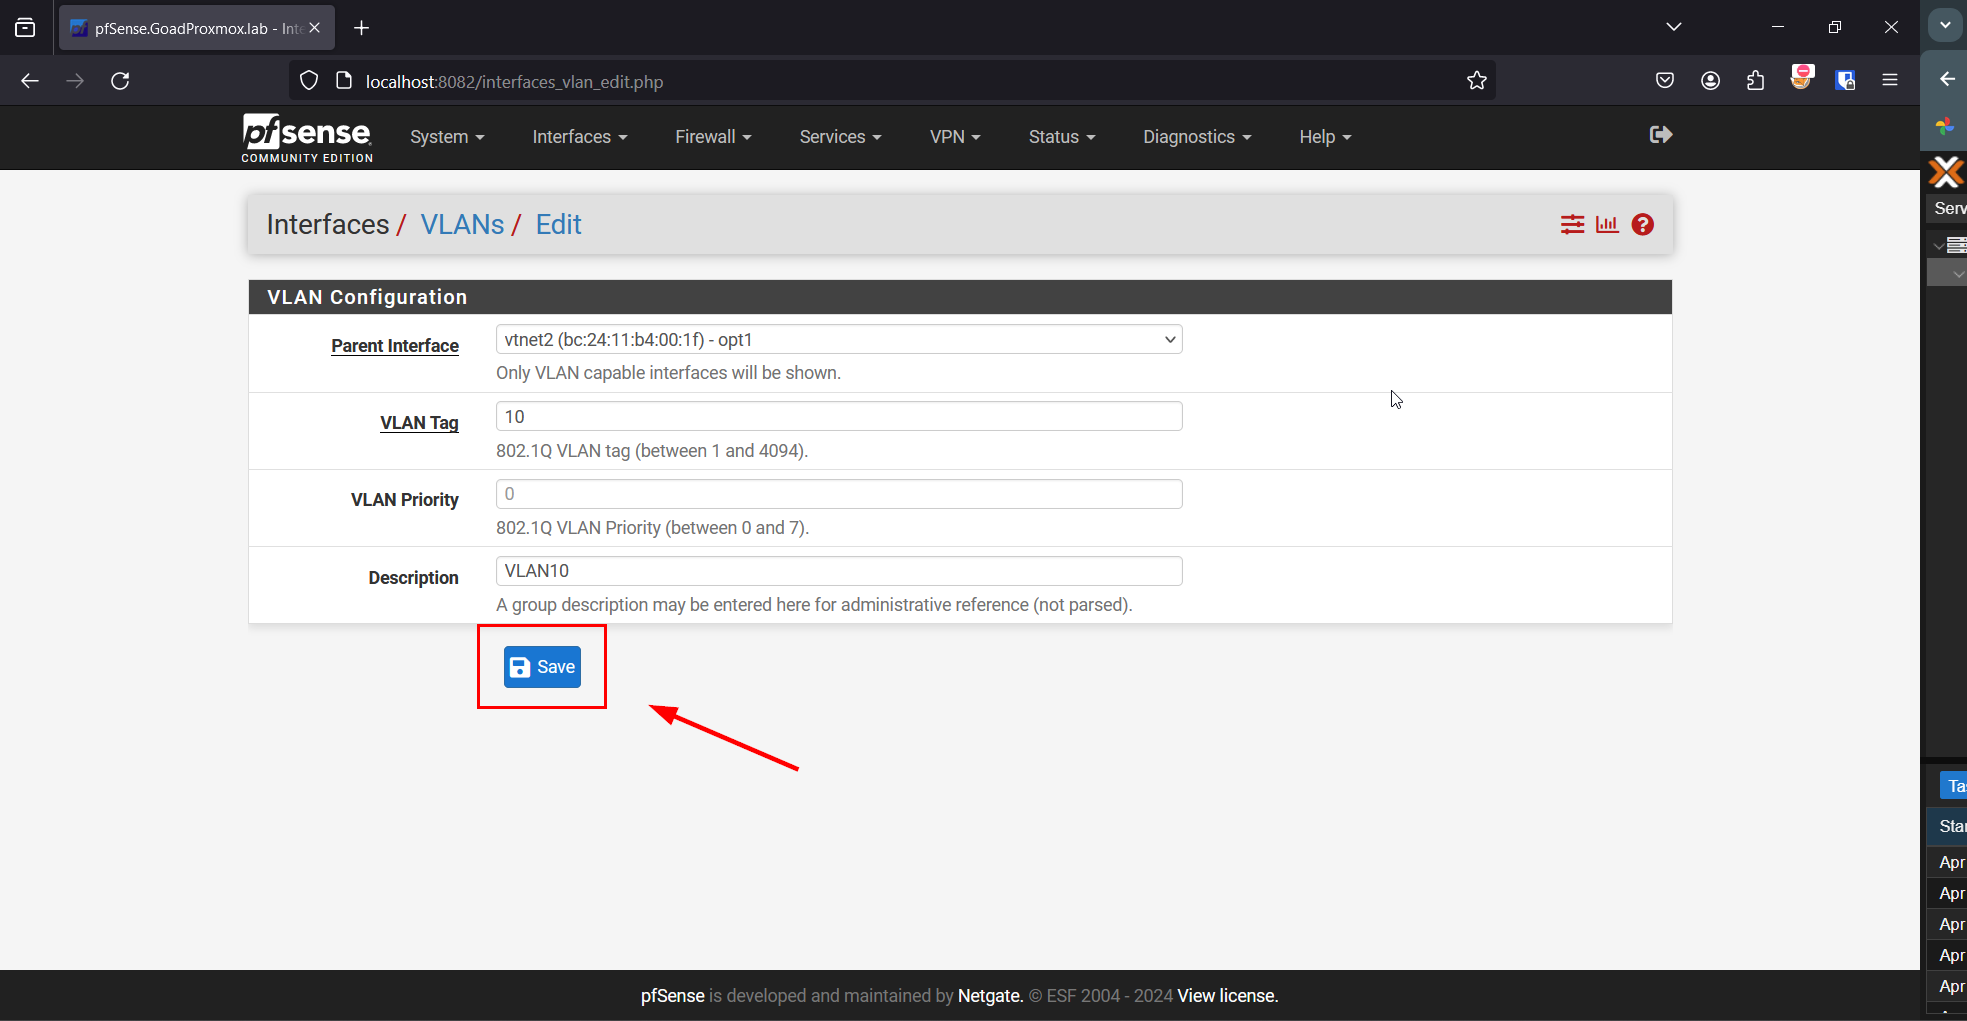 pfSense.GoadProxmox.lab - Inte
localhost:8082/interfaces_vlan_edit.php
pfsense
COMMUNITY EDITION
System
Interfaces
Firewall
Services
VPN
Status
Diagnostics
Help
Interfaces / VLANs / Edit
VLAN Configuration
Parent Interface
vtnet2 (bc:24:11:b4:00:1f) - opt1
Only VLAN capable interfaces will be shown.
VLAN Tag
10
802.1Q VLAN tag (between 1 and 4094).
VLAN Priority
0
802.1Q VLAN Priority (between 0 and 7).
Description
VLAN10
A group description may be entered here for administrative reference (not parsed).
Save
pfSense is developed and maintained by Netgate. © ESF 2004 - 2024 View license.
Serv
Ta
Sta
Apr
Apr
Apr
Apr
Apr